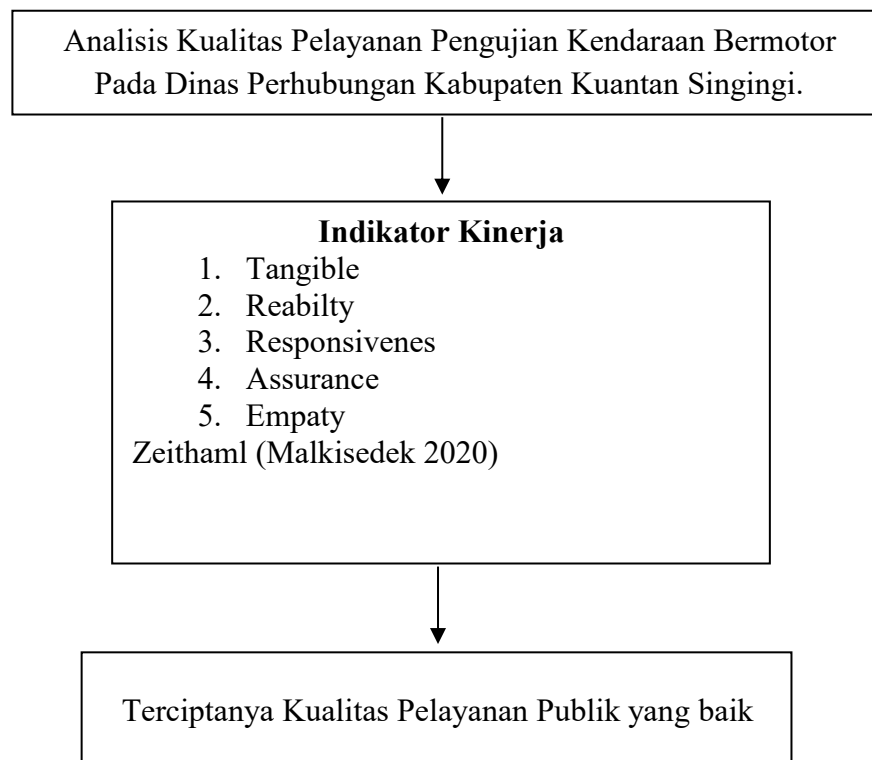 Analisis Kualitas Pelayanan Pengujian Kendaraan Bermotor
Pada Dinas Perhubungan Kabupaten Kuantan Singingi.
Indikator Kinerja
1. Tangible
2. Reabilty
3. Responsivenes
4. Assurance
5. Empaty
Zeithaml (Malkisedek 2020)
Terciptanya Kualitas Pelayanan Publik yang baik